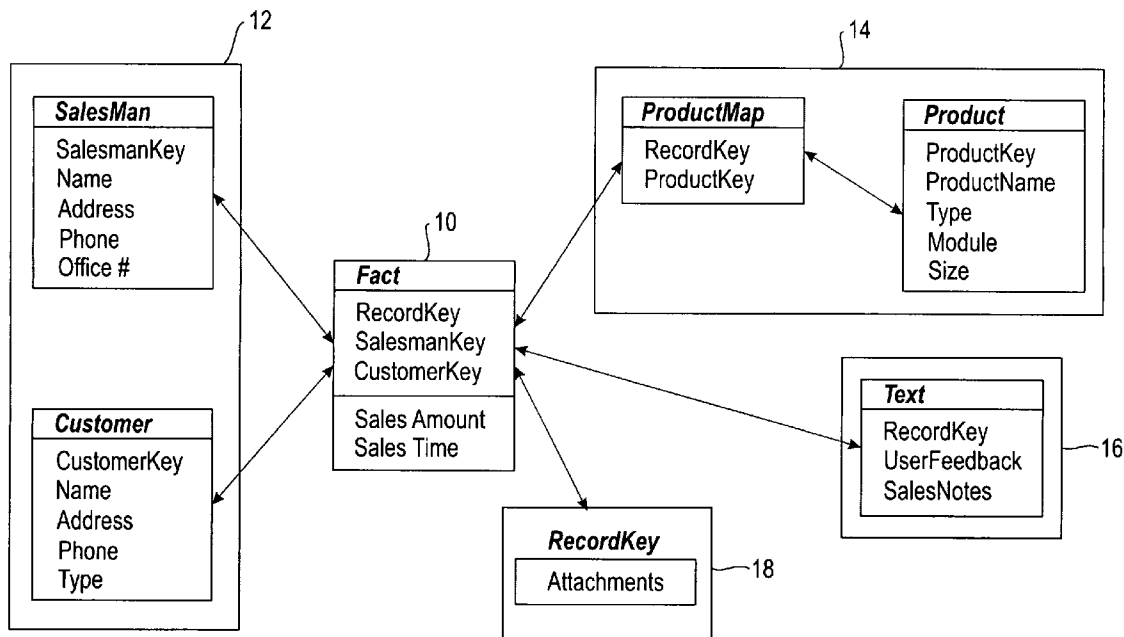 12
SalesMan
SalesmanKey
Name
Address
Phone
Office #
Customer
CustomerKey
Name
Address
Phone
Type
10
Fact
RecordKey
SalesmanKey
CustomerKey
Sales Amount
Sales Time
14
ProductMap
RecordKey
ProductKey
Product
ProductKey
ProductName
Type
Module
Size
Text
RecordKey
UserFeedback
SalesNotes
16
RecordKey
Attachments
18